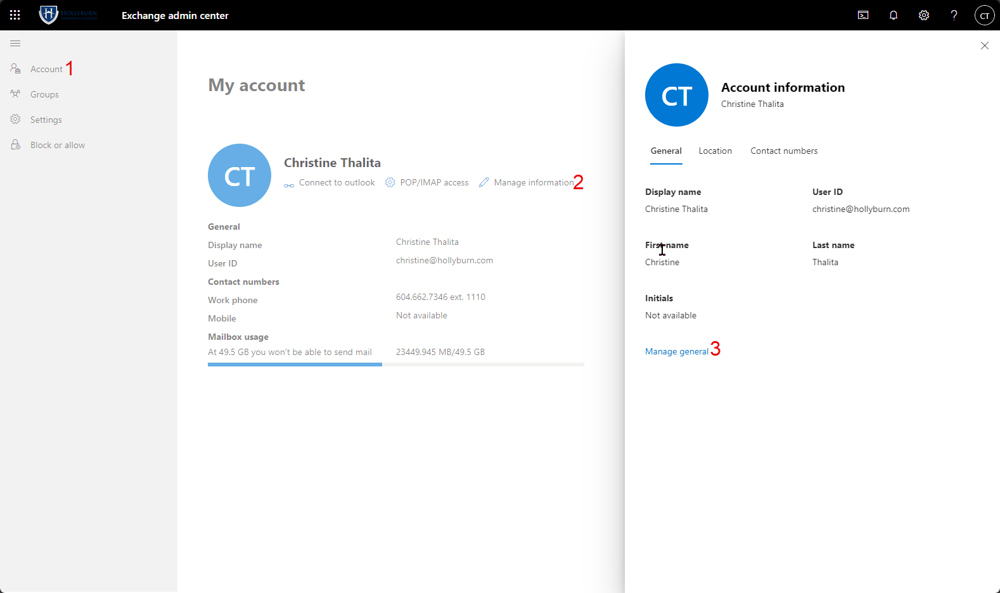 HOLLYBURN
PROPERTIES LIMITED
Exchange admin center
CT
Account 1
Groups
Settings
Block or allow
My account
CT
Christine Thalita
Connect to outlook
POP/IMAP access
Manage information 2
General
Display name Christine Thalita
User ID christine@hollyburn.com
Contact numbers
Work phone 604.662.7346 ext. 1110
Mobile Not available
Mailbox usage
At 49.5 GB you won't be able to send mail 23449.945 MB/49.5 GB
CT
Account information
Christine Thalita
General Location Contact numbers
Display name User ID
Christine Thalita christine@hollyburn.com
First name Last name
Christine Thalita
Initials
Not available
Manage general 3